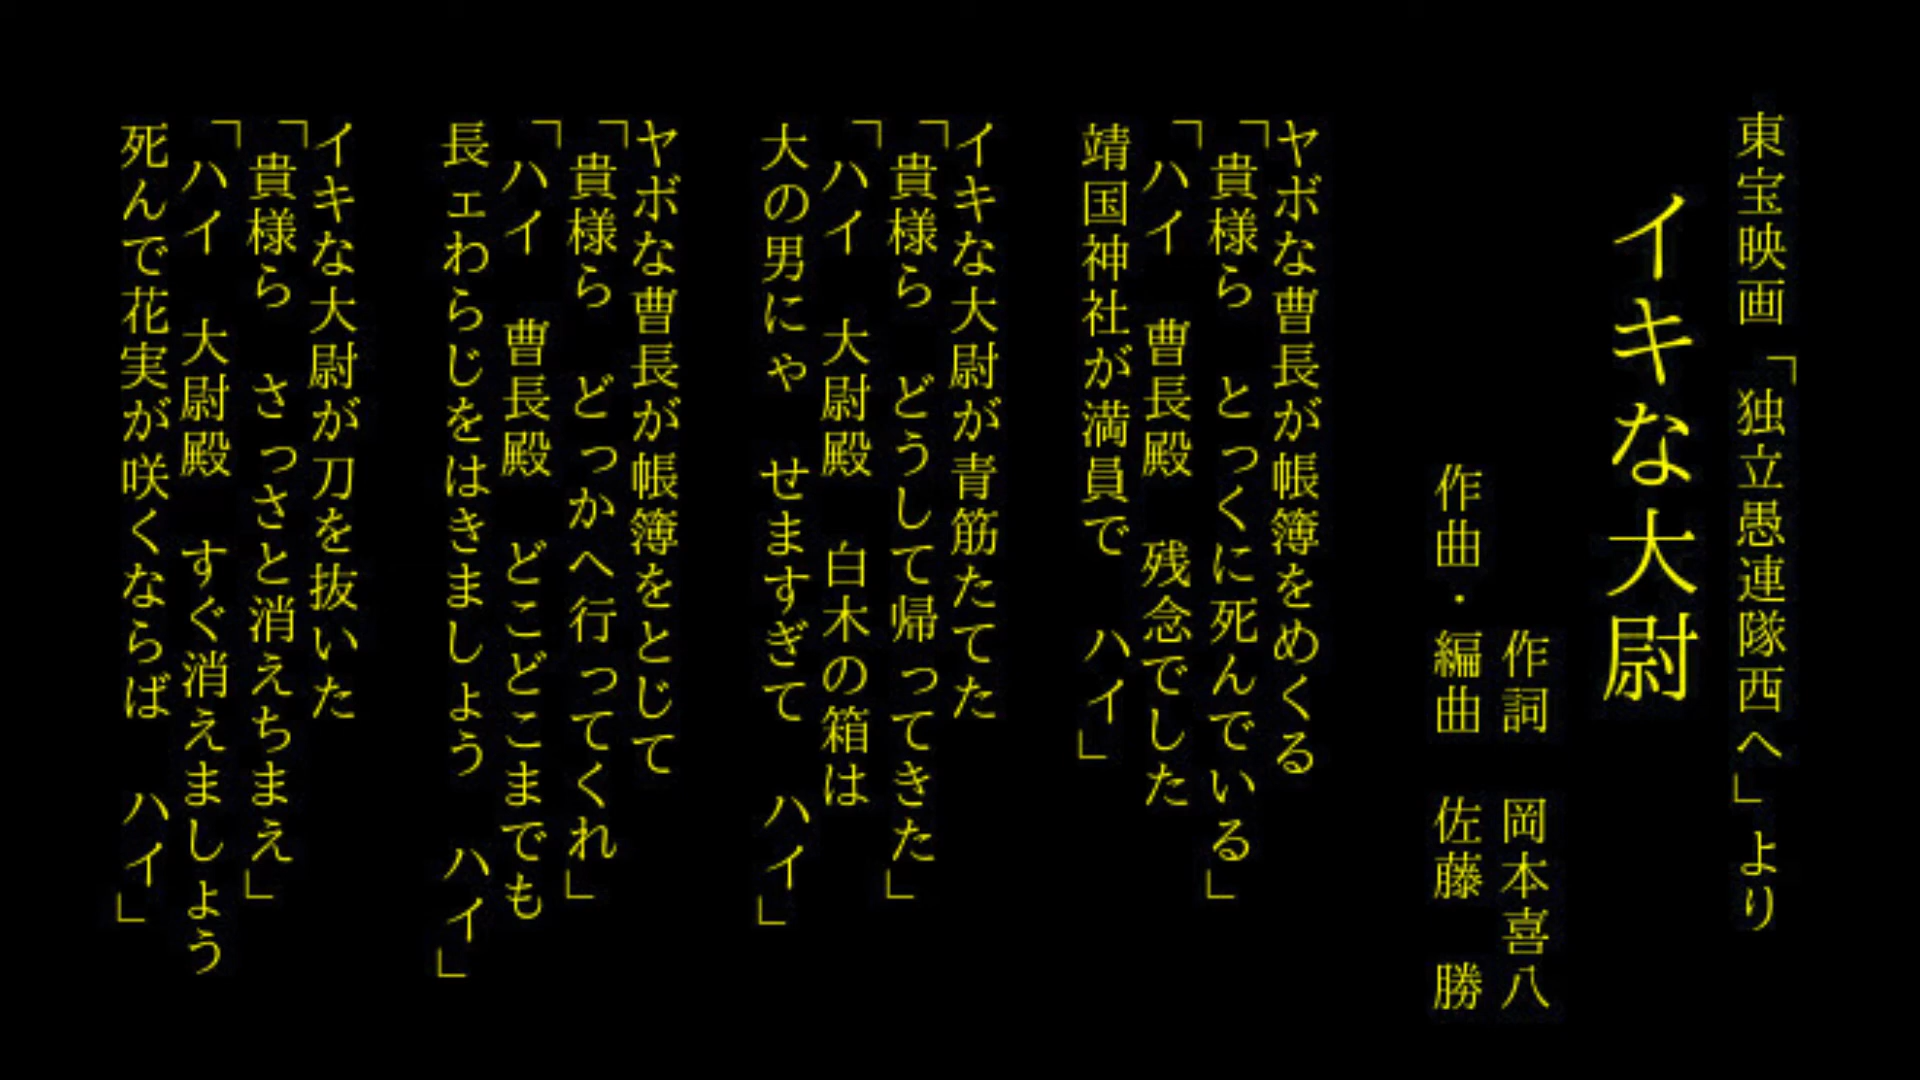 東宝映画「独立愚連隊西へ」より
イキな大尉
作詞　岡本喜八
作曲・編曲　佐藤　勝
ヤボな曹長が帳簿をめくる
「貴様ら　とっくに死んでいる」
「ハイ　曹長殿　残念でした
靖国神社が満員で　ハイ」
イキな大尉が青筋たてた
「貴様ら　どうして帰ってきた」
「ハイ　大尉殿　白木の箱は
大の男にゃ　せますぎて　ハイ」
ヤボな曹長が帳簿をとじて
「貴様ら　どっかへ行ってくれ」
「ハイ　曹長殿　どこどこまでも
長ェわらじをはきましょう　ハイ」
イキな大尉が刀を抜いた
「貴様ら　さっさと消えちまえ」
「ハイ　大尉殿　すぐ消えましょう
死んで花実が咲くならば　ハイ」